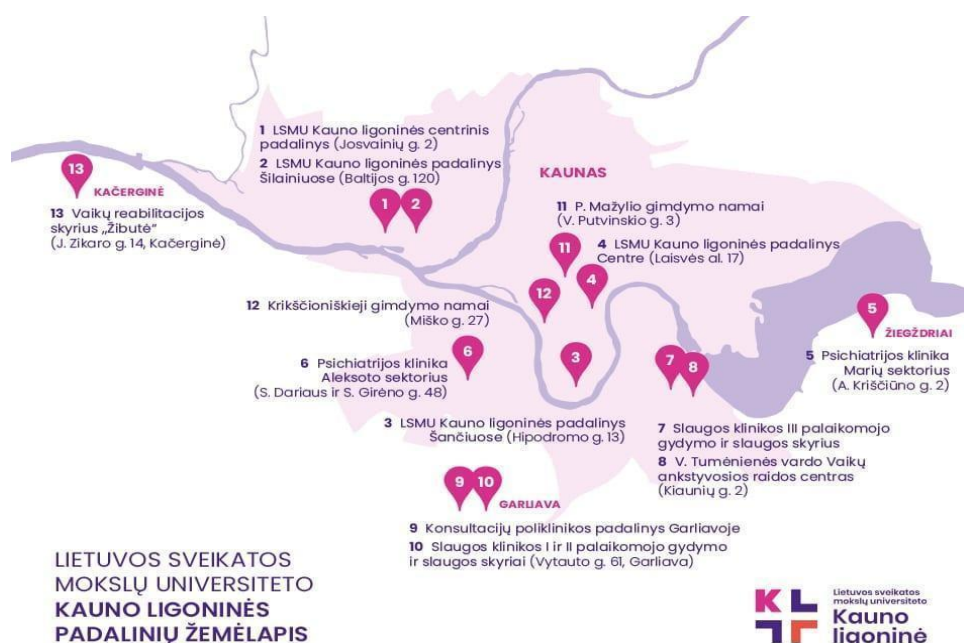 1 LSMU Kauno ligoninės centrinis
padalinys (Josvainių g. 2)
2 LSMU Kauno ligoninės padalinys
Šilainiuose (Baltijos g. 120)
KAUNAS
13
KAČERGINĖ
13 Vaikų reabilitacijos
skyrius „Žibutė“
(J. Zikaro g. 14, Kačerginė)
1
2
11 P. Mažylio gimdymo namai
(V. Putvinskio g. 3)
11
4 LSMU Kauno ligoninės padalinys
Centre (Laisvės al. 17)
4
12
12 Krikščioniškieji gimdymo namai
(Miško g. 27)
5
ŽIEGŽDRIAI
5 Psichiatrijos klinika
Marių sektorius
(A. Kriščiūno g. 2)
6
6 Psichiatrijos klinika
Aleksoto sektorius
(S. Dariaus ir S. Girėno g. 48)
3
7
8
3 LSMU Kauno ligoninės padalinys
Šančiuose (Hipodromo g. 13)
7 Slaugos klinikos III palaikomojo
gydymo ir slaugos skyrius
8 V. Tumėnienės vardo Vaikų
ankstyvosios raidos centras
(Kiaunių g. 2)
9
10
GARLIAVA
9 Konsultacijų poliklinikos padalinys Garliavoje
10 Slaugos klinikos I ir II palaikomojo gydymo
ir slaugos skyriai (Vytauto g. 61, Garliava)
LIETUVOS SVEIKATOS
MOKSLŲ UNIVERSITETO
KAUNO LIGONINĖS
PADALINIŲ ŽEMĖLAPIS
KL
Lietuvos sveikatos
mokslų universiteto
Kauno
ligoninė